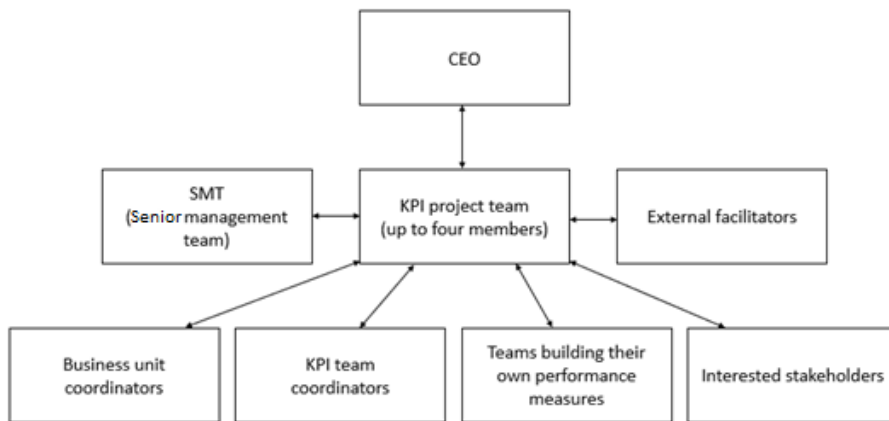 CEO
SMT
(Senior management
team)
KPI project team
(up to four members)
External facilitators
Business unit
coordinators
KPI team
coordinators
Teams building their
own performance
measures
Interested stakeholders